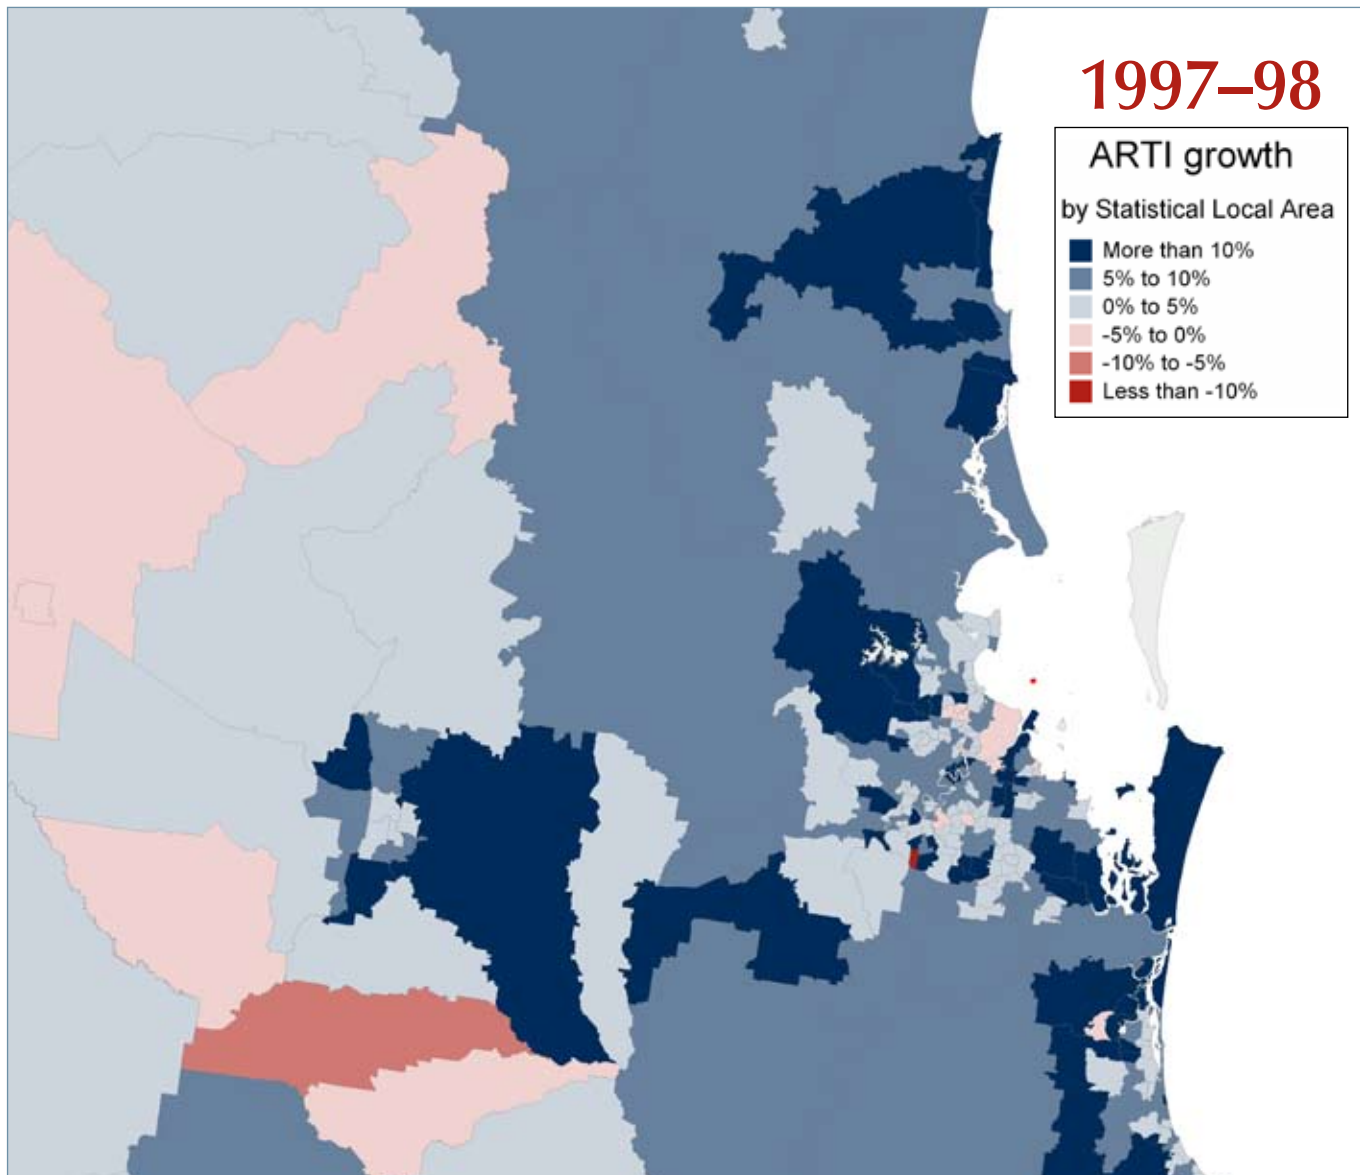 1997–98
ARTI growth
by Statistical Local Area
More than 10%
5% to 10%
0% to 5%
-5% to 0%
-10% to -5%
Less than -10%